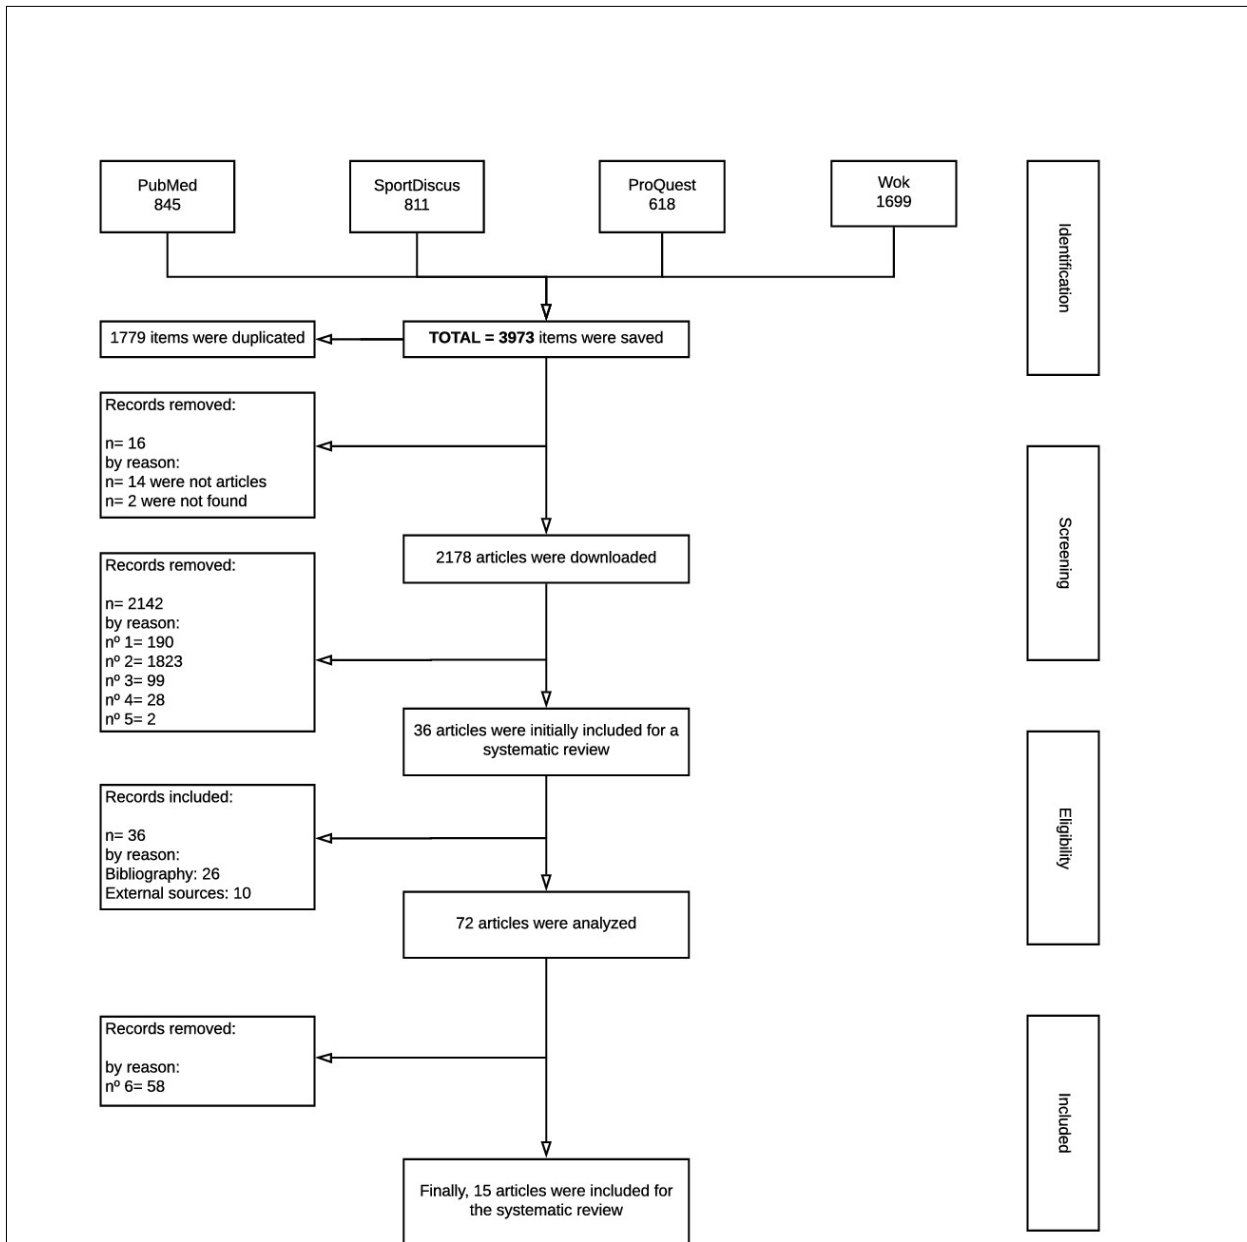 PubMed
845
SportDiscus
811
ProQuest
618
Wok
1699
Identification
1779 items were duplicated
TOTAL = 3973 items were saved
Records removed:
n= 16
by reason:
n= 14 were not articles
n= 2 were not found
Screening
2178 articles were downloaded
Records removed:
n= 2142
by reason:
nº 1= 190
nº 2= 1823
nº 3= 99
nº 4= 28
nº 5= 2
36 articles were initially included for a
systematic review
Eligibility
Records included:
n= 36
by reason:
Bibliography: 26
External sources: 10
72 articles were analyzed
Records removed:
by reason:
nº 6= 58
Included
Finally, 15 articles were included for
the systematic review